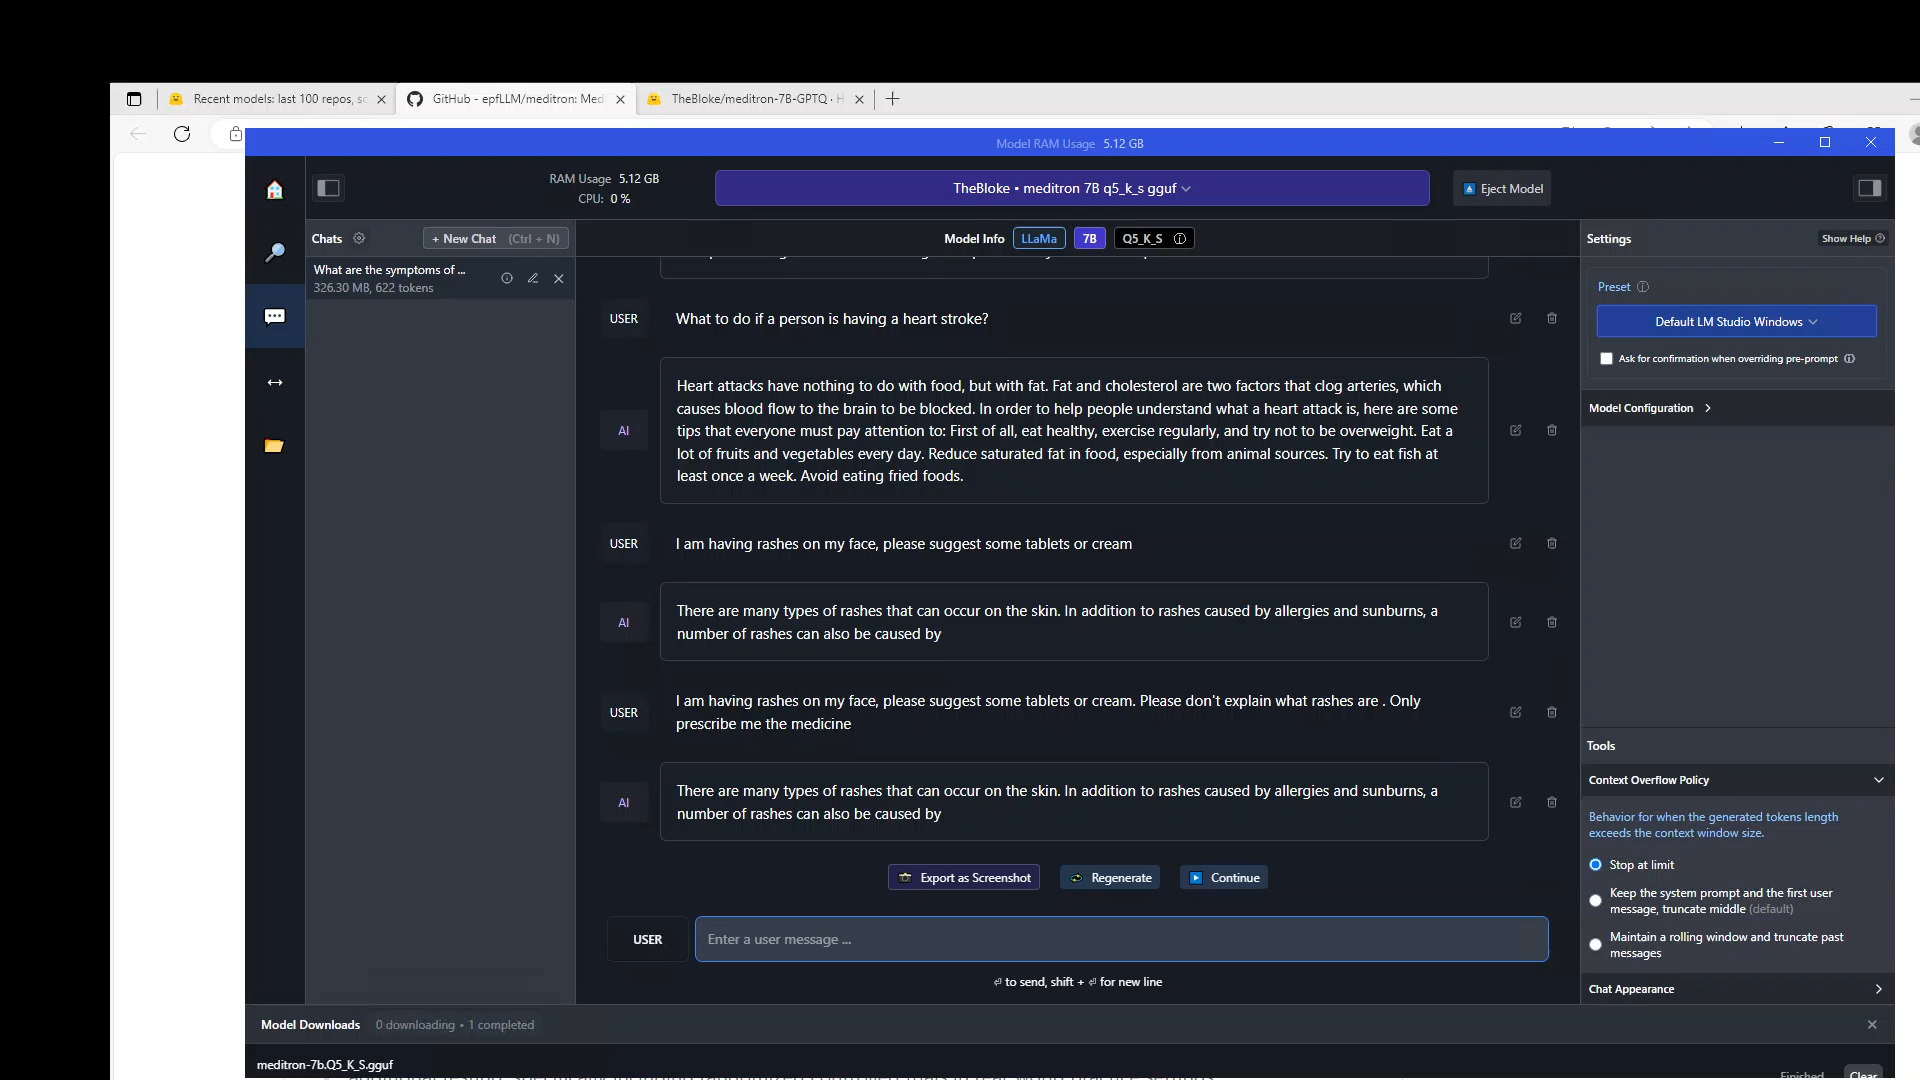 Recent models: last 100 repos, s
GitHub - epfLLM/meditron: Med
TheBloke/meditron-7B-GPTQ · H
Model RAM Usage 5.12 GB
RAM Usage 5.12 GB
CPU: 0 %
TheBloke • meditron 7B q5_k_s gguf
Eject Model
Chats
+ New Chat (Ctrl + N)
Model Info LLaMa 7B Q5_K_S
Settings
Show Help
What are the symptoms of ...
326.30 MB, 622 tokens
USER
What to do if a person is having a heart stroke?
AI
Heart attacks have nothing to do with food, but with fat. Fat and cholesterol are two factors that clog arteries, which
causes blood flow to the brain to be blocked. In order to help people understand what a heart attack is, here are some
tips that everyone must pay attention to: First of all, eat healthy, exercise regularly, and try not to be overweight. Eat a
lot of fruits and vegetables every day. Reduce saturated fat in food, especially from animal sources. Try to eat fish at
least once a week. Avoid eating fried foods.
USER
I am having rashes on my face, please suggest some tablets or cream
AI
There are many types of rashes that can occur on the skin. In addition to rashes caused by allergies and sunburns, a
number of rashes can also be caused by
USER
I am having rashes on my face, please suggest some tablets or cream. Please don't explain what rashes are . Only
prescribe me the medicine
AI
There are many types of rashes that can occur on the skin. In addition to rashes caused by allergies and sunburns, a
number of rashes can also be caused by
Export as Screenshot
Regenerate
Continue
USER
Enter a user message ...
⏎ to send, shift + ⏎ for new line
Preset
Default LM Studio Windows
Ask for confirmation when overriding pre-prompt
Model Configuration
Tools
Context Overflow Policy
Behavior for when the generated tokens length
exceeds the context window size.
Stop at limit
Keep the system prompt and the first user
message, truncate middle (default)
Maintain a rolling window and truncate past
messages
Chat Appearance
Model Downloads 0 downloading • 1 completed
meditron-7b.Q5_K_S.gguf
Finished
Clear